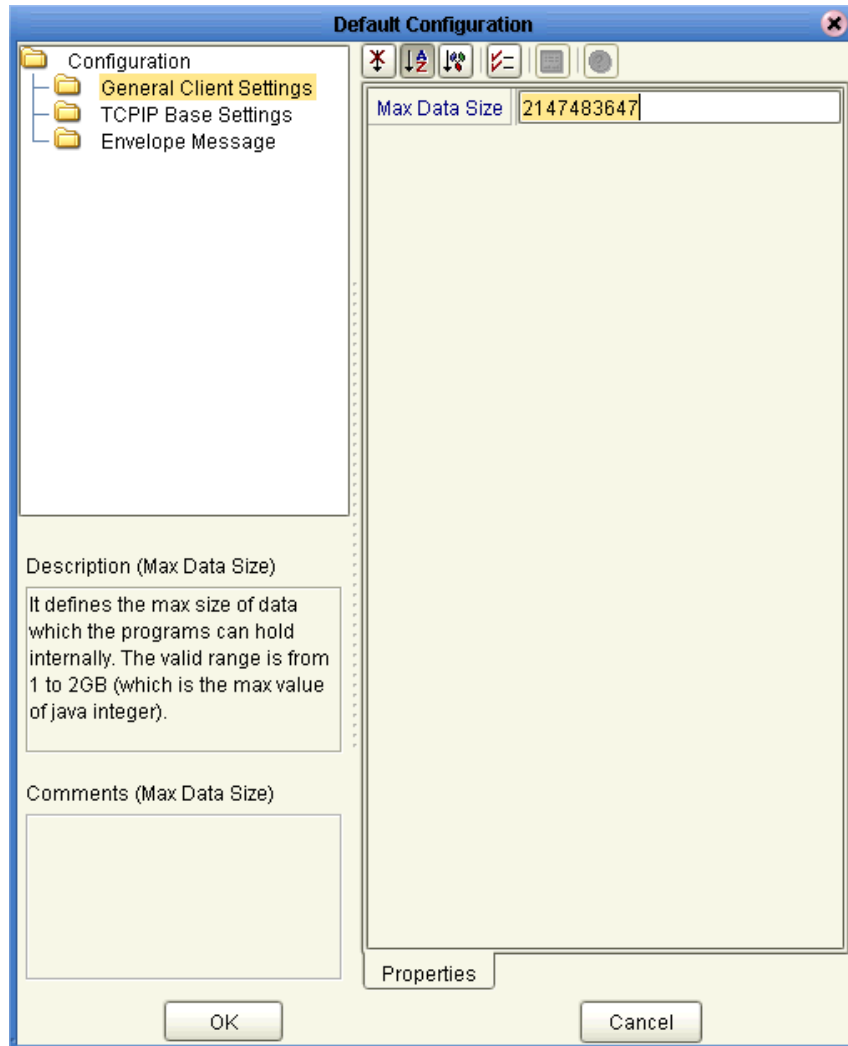 Default Configuration
Configuration
General Client Settings
TCPIP Base Settings
Envelope Message
Max Data Size 2147483647
Description (Max Data Size)
It defines the max size of data
which the programs can hold
internally. The valid range is from
1 to 2GB (which is the max value
of java integer).
Comments (Max Data Size)
Properties
OK
Cancel